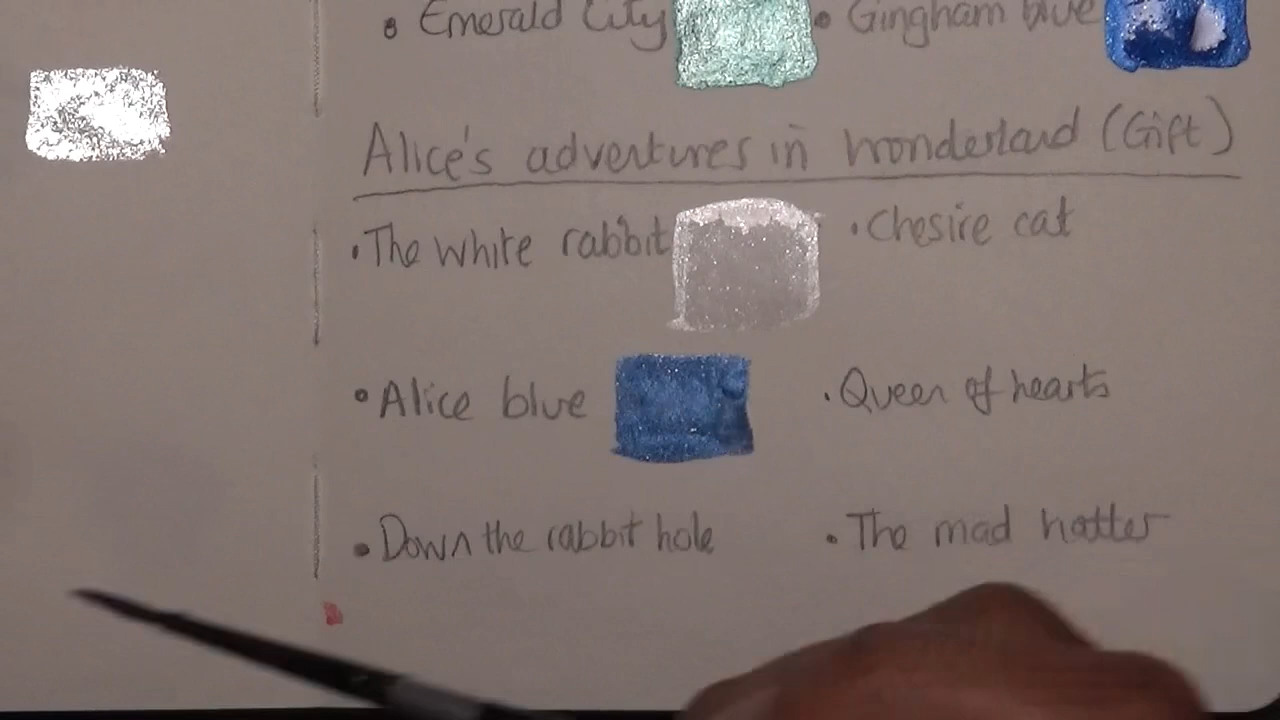 • Emerald City • Gingham blue
Alice's adventures in wonderland (Gift)
• The white rabbit • Chesire cat
• Alice blue • Queen of hearts
• Down the rabbit hole • The mad hatter